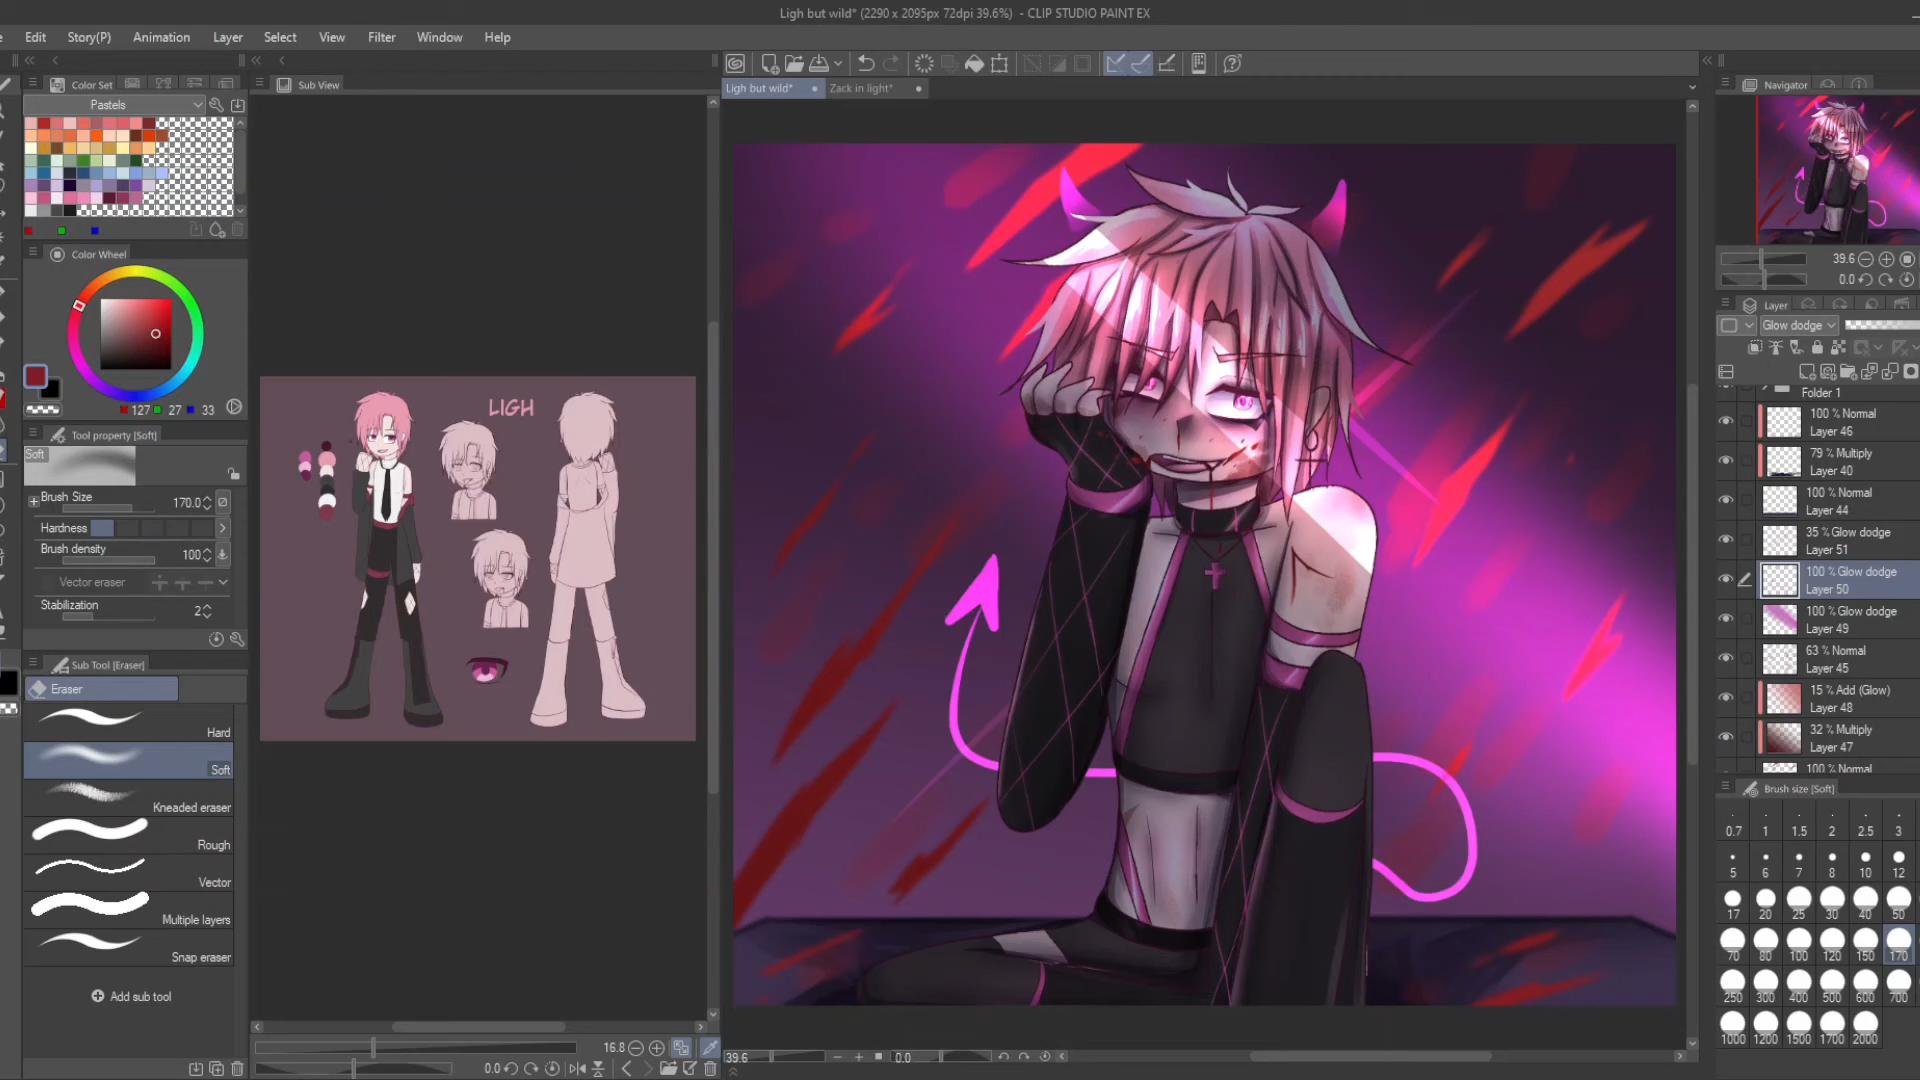 Ligh but wild* (2290 x 2095px 72dpi 39.6%) - CLIP STUDIO PAINT EX
Edit Story(P) Animation Layer Select View Filter Window Help
Color Set
Pastels
Color Wheel
127 27 33
Tool property [Soft]
Soft
Brush Size 170.0
Hardness
Brush density 100
Vector eraser
Stabilization 2
Sub Tool [Eraser]
Eraser
Hard
Soft
Kneaded eraser
Rough
Vector
Multiple layers
Snap eraser
Add sub tool
Sub View
LIGH
16.8
0.0
Ligh but wild* Zack in light*
39.6 0.0
Navigator
39.6
0.0
Layer
Glow dodge
Folder 1
100 % Normal
Layer 46
79 % Multiply
Layer 40
100 % Normal
Layer 44
35 % Glow dodge
Layer 51
100 % Glow dodge
Layer 50
100 % Glow dodge
Layer 49
63 % Normal
Layer 45
15 % Add (Glow)
Layer 48
32 % Multiply
Layer 47
100 % Normal
Brush size [Soft]
0.7 1 1.5 2 2.5 3
5 6 7 8 10 12
17 20 25 30 40 50
70 80 100 120 150 170
250 300 400 500 600 700
1000 1200 1500 1700 2000